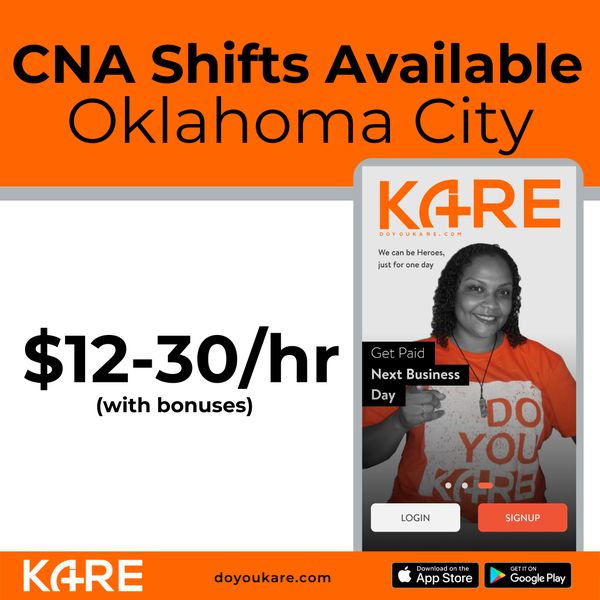 CNA Shifts Available
Oklahoma City
KARE
DOYOUKARE.COM
We can be Heroes,
just for one day
$12-30/hr
(with bonuses)
Get Paid
Next Business
Day
DO
YOU
KARE
LOGIN
SIGNUP
KARE
doyoukare.com
Download on the
App Store
GET IT ON
Google Play